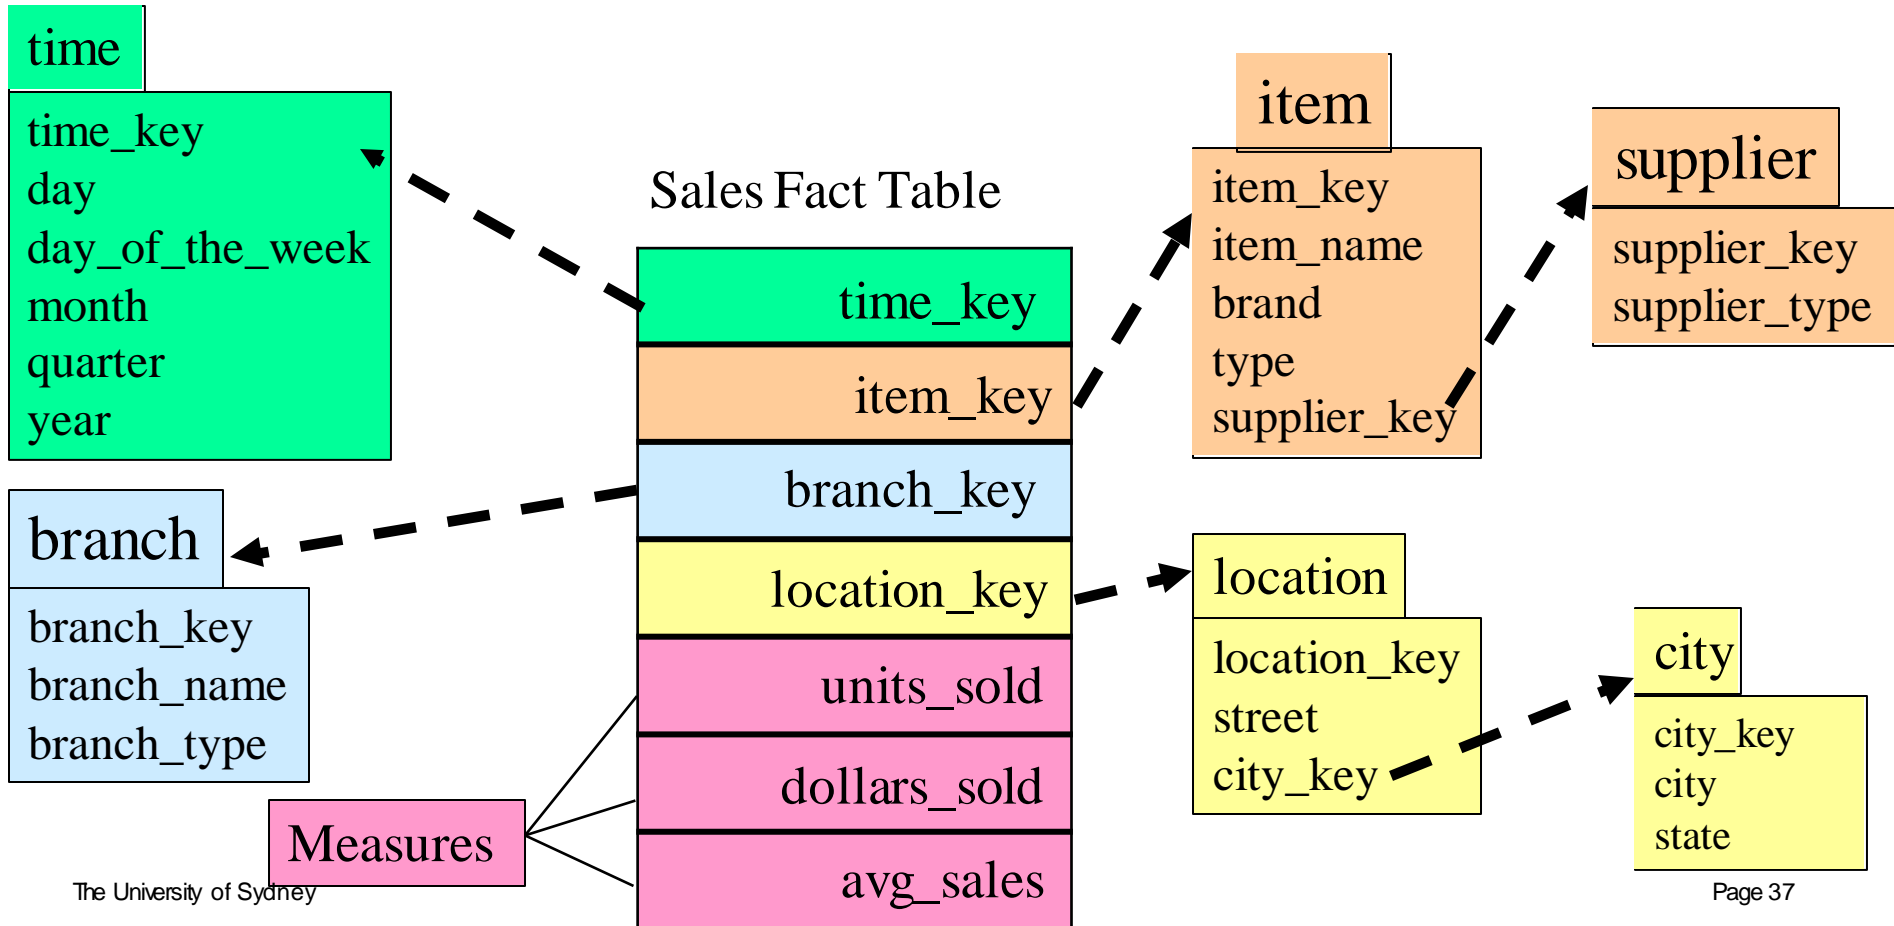 time
time_key
day
day_of_the_week
month
quarter
year
branch
branch_key
branch_name
branch_type
Measures
Sales Fact Table
time_key
item_key
branch_key
location_key
units_sold
dollars_sold
avg_sales
item
item_key
item_name
brand
type
supplier_key
supplier
supplier_key
supplier_type
location
location_key
street
city_key
city
city_key
city
state
The University of Sydney
Page 37